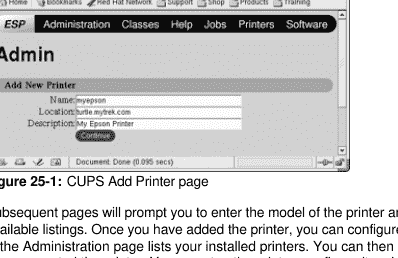 Home Bookmarks Red Hat Network Support Shop Products Training
ESP Administration Classes Help Jobs Printers Software
Admin
Add New Printer
Name: myepson
Location: turtle.mytrek.com
Description: My Epson Printer
Continue
Document: Done (0.095 secs)
gure 25-1: CUPS Add Printer page
ubsequent pages will prompt you to enter the model of the printer an
ailable listings. Once you have added the printer, you can configure
the Administration page lists your installed printers. You can then